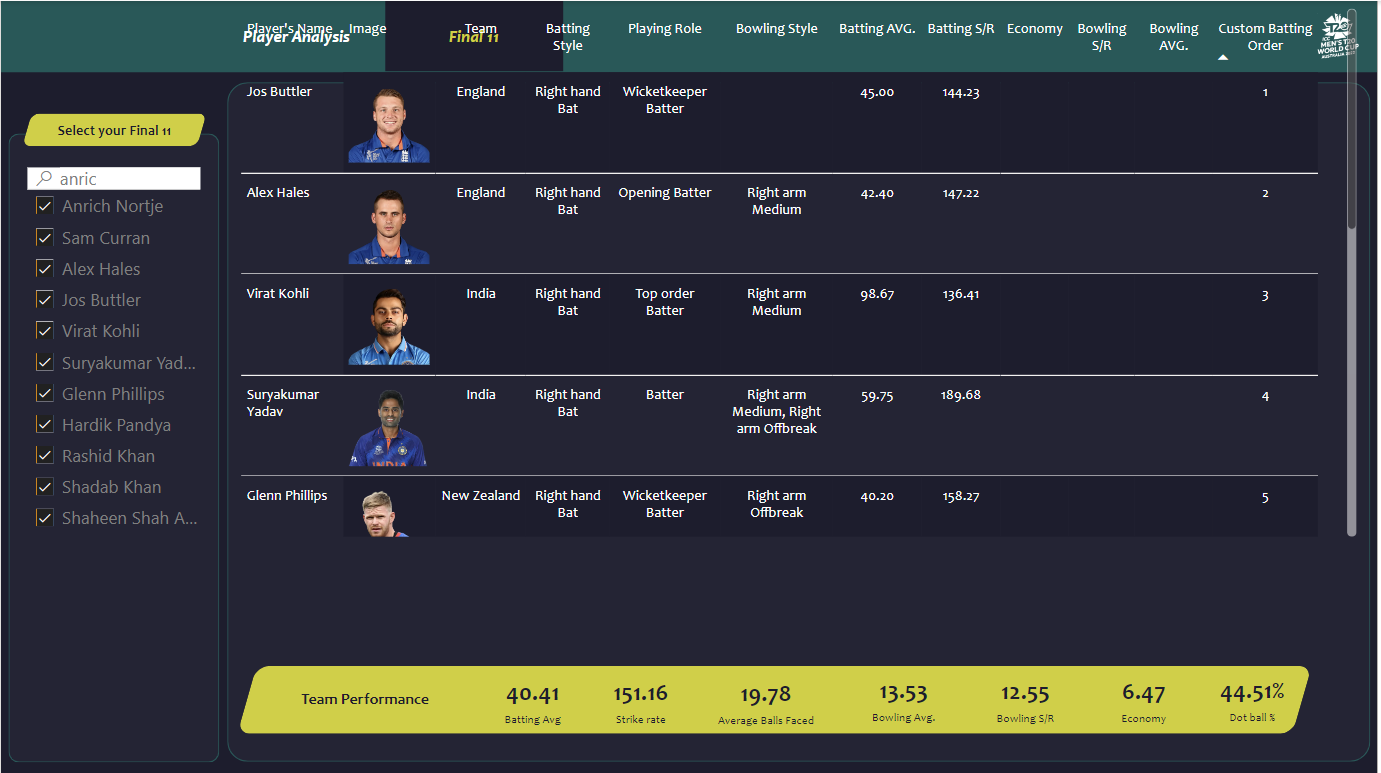 Player Analysis
Final 11
Player's Name Image Team Batting Style Playing Role Bowling Style Batting AVG. Batting S/R Economy Bowling S/R Bowling AVG. Custom Batting Order
ICC
T20
MEN'S T20
WORLD CUP
Select your Final 11
anric
Anrich Nortje
Sam Curran
Alex Hales
Jos Buttler
Virat Kohli
Suryakumar Yad...
Glenn Phillips
Hardik Pandya
Rashid Khan
Shadab Khan
Shaheen Shah A...
Jos Buttler England Right hand Bat Wicketkeeper Batter 45.00 144.23 1
Alex Hales England Right hand Bat Opening Batter Right arm Medium 42.40 147.22 2
Virat Kohli India Right hand Bat Top order Batter Right arm Medium 98.67 136.41 3
Suryakumar Yadav India Right hand Bat Batter Right arm Medium, Right arm Offbreak 59.75 189.68 4
INDIA
Glenn Phillips New Zealand Right hand Bat Wicketkeeper Batter Right arm Offbreak 40.20 158.27 5
Team Performance
40.41 151.16 19.78 13.53 12.55 6.47 44.51%
Batting Avg Strike rate Average Balls Faced Bowling Avg. Bowling S/R Economy Dot ball %